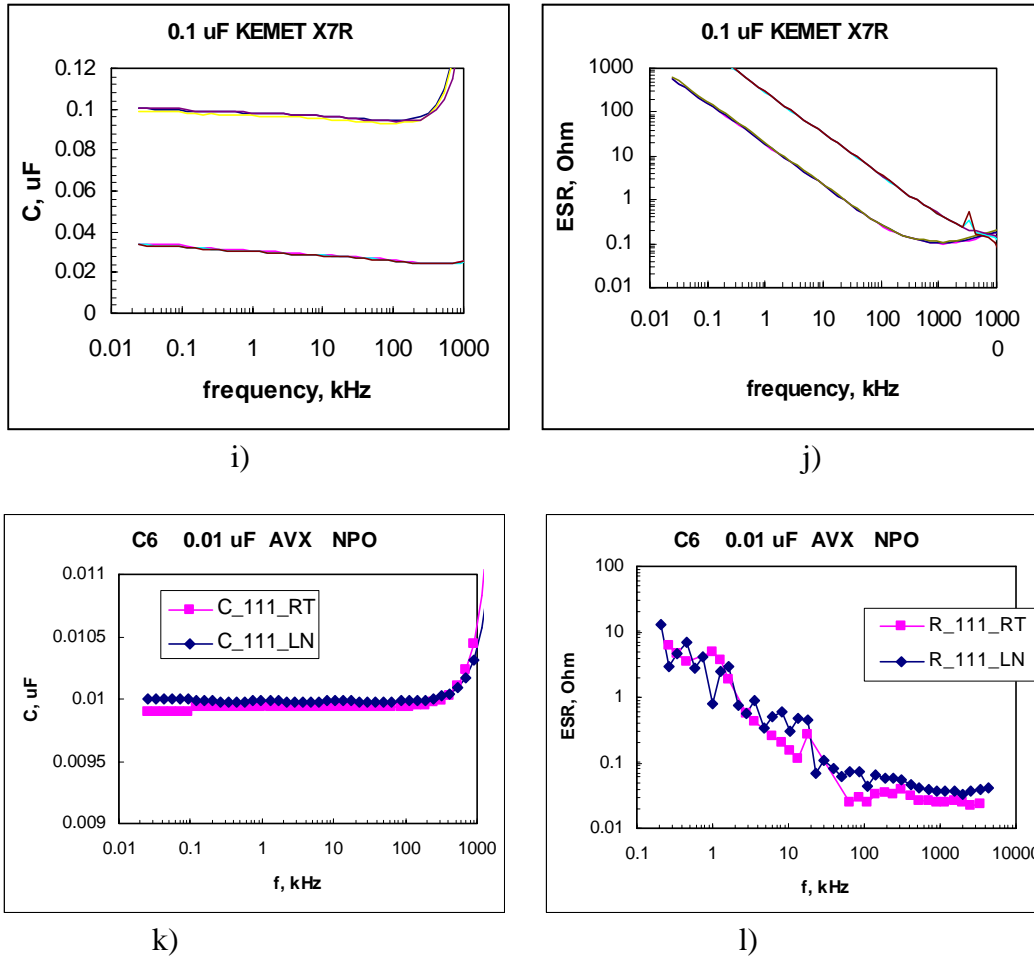 0.1 uF KEMET X7R
0.12
0.1
0.08
0.06
0.04
0.02
0
C, uF
0.01 0.1 1 10 100 1000
frequency, kHz
i)
0.1 uF KEMET X7R
1000
100
10
1
0.1
0.01
ESR, Ohm
0.01 0.1 1 10 100 1000 1000
0
frequency, kHz
j)
C6 0.01 uF AVX NPO
0.011
0.0105
0.01
0.0095
0.009
C, uF
C_111_RT
C_111_LN
0.01 0.1 1 10 100 1000
f, kHz
k)
C6 0.01 uF AVX NPO
100
10
1
0.1
0.01
ESR, Ohm
R_111_RT
R_111_LN
0.1 1 10 100 1000 10000
f, kHz
l)